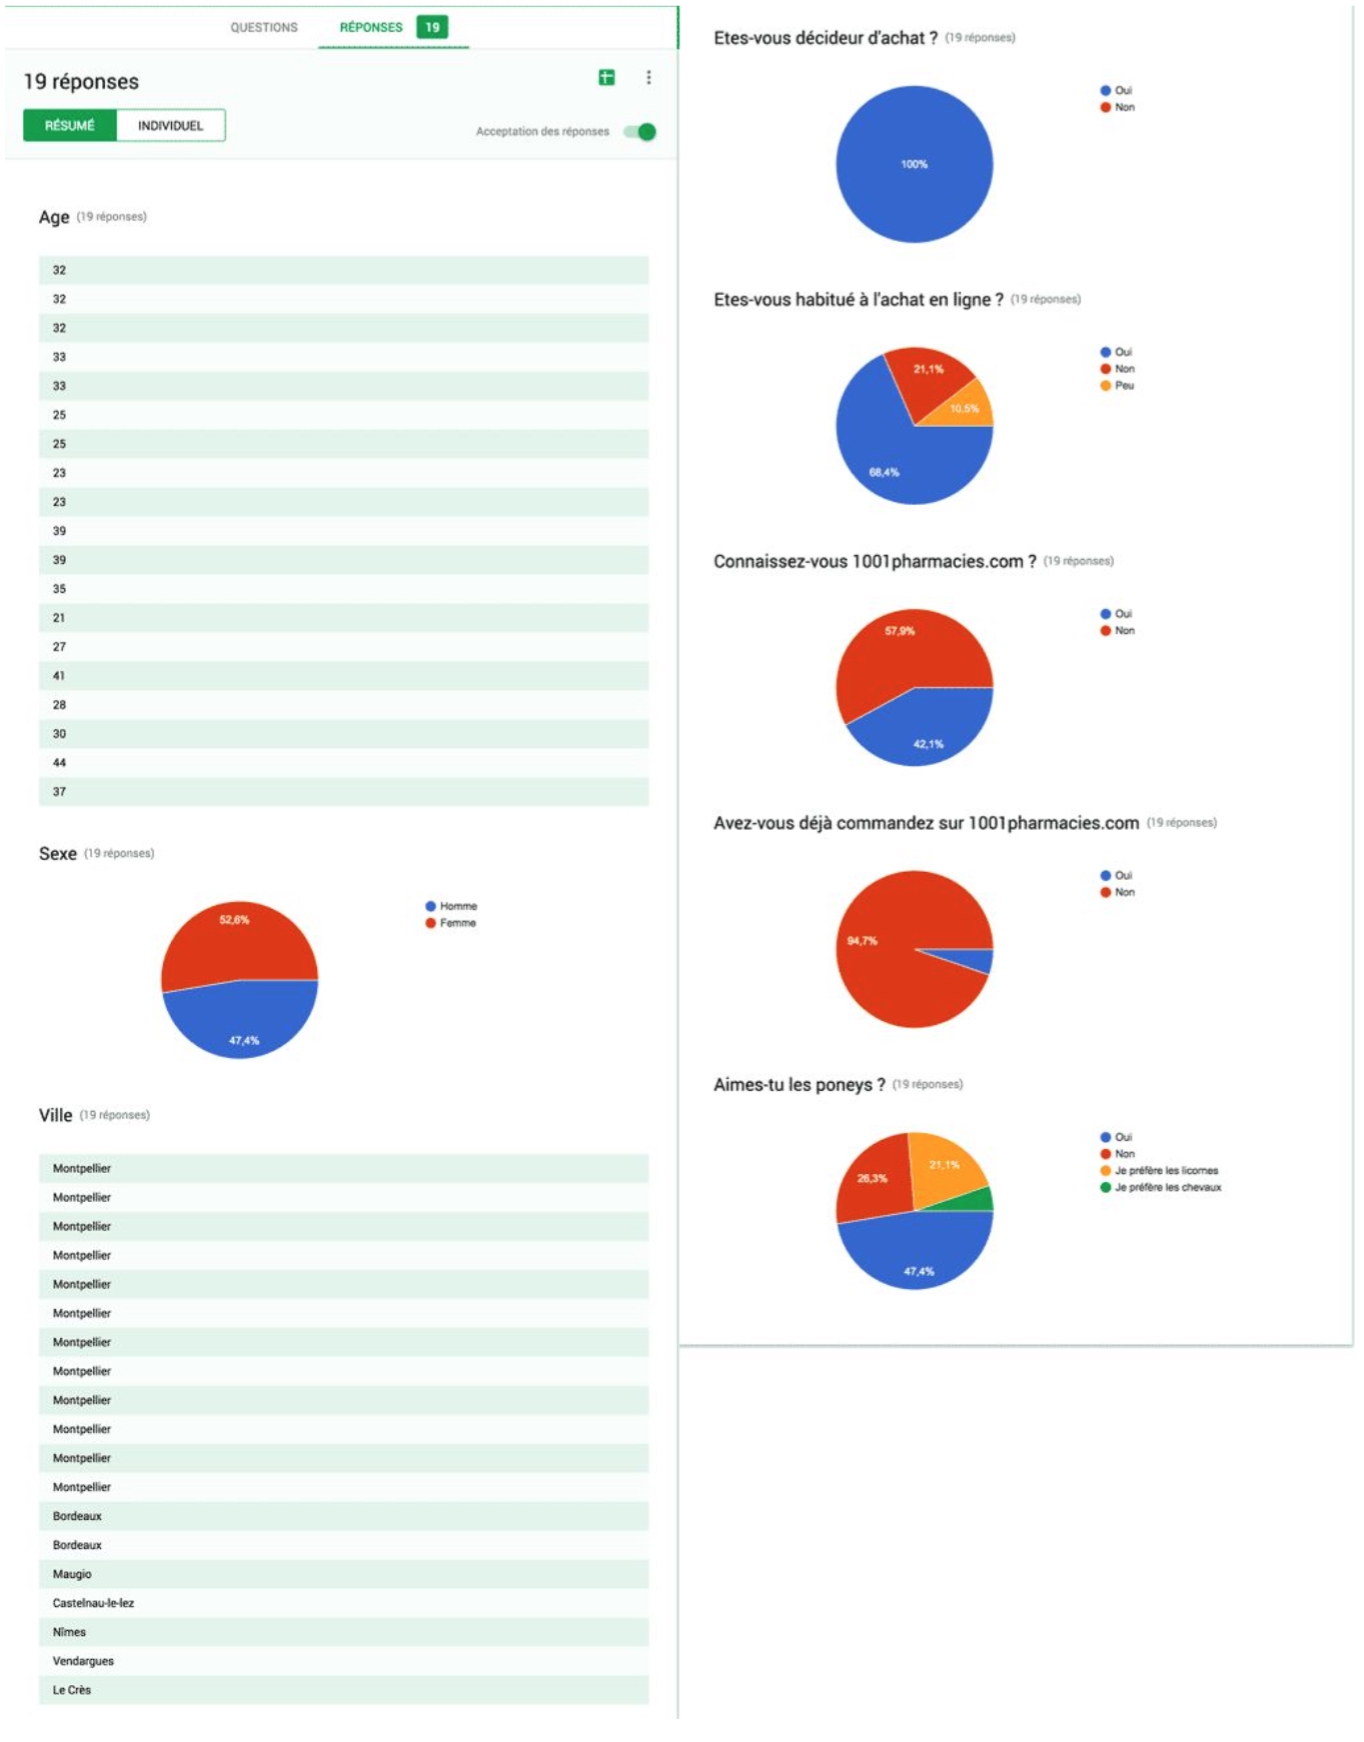 QUESTIONS RÉPONSES 19
19 réponses
RÉSUMÉ INDIVIDUEL
Acceptation des réponses
Age (19 réponses)
32
32
32
33
33
25
25
23
23
39
39
35
21
27
41
28
30
44
37
Sexe (19 réponses)
52,6%
47,4%
Homme
Femme
Ville (19 réponses)
Montpellier
Montpellier
Montpellier
Montpellier
Montpellier
Montpellier
Montpellier
Montpellier
Montpellier
Montpellier
Montpellier
Montpellier
Bordeaux
Bordeaux
Maugio
Castelnau-le-lez
Nîmes
Vendargues
Le Crès
Etes-vous décideur d'achat ? (19 réponses)
100%
Oui
Non
Etes-vous habitué à l'achat en ligne ? (19 réponses)
21,1%
10,5%
68,4%
Oui
Non
Peu
Connaissez-vous 1001pharmacies.com ? (19 réponses)
57,9%
42,1%
Oui
Non
Avez-vous déjà commandez sur 1001pharmacies.com (19 réponses)
94,7%
Oui
Non
Aimes-tu les poneys ? (19 réponses)
26,3%
21,1%
47,4%
Oui
Non
Je préfère les licornes
Je préfère les chevaux